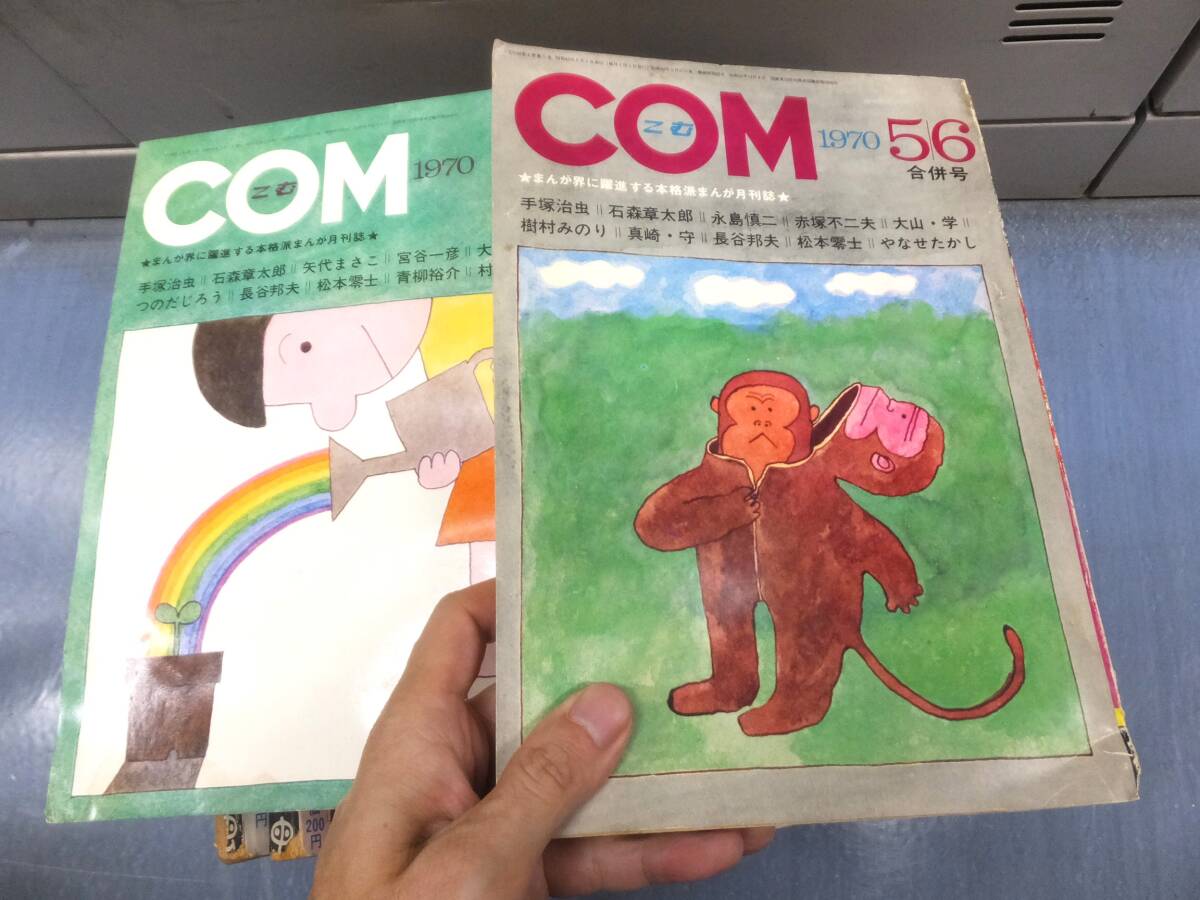 COM
こむ
1970
★まんが界に躍進する本格派まんが月刊誌★
手塚治虫 || 石森章太郎 || 矢代まさこ || 宮谷一彦 || 大
つのだじろう || 長谷邦夫 || 松本零士 || 青柳裕介 || 村
COM
こむ
1970 5/6
合併号
★まんが界に躍進する本格派まんが月刊誌★
手塚治虫 || 石森章太郎 || 永島慎二 || 赤塚不二夫 || 大山・学 ||
樹村みのり || 真崎・守 || 長谷邦夫 || 松本零士 || やなせたかし
円
200
円